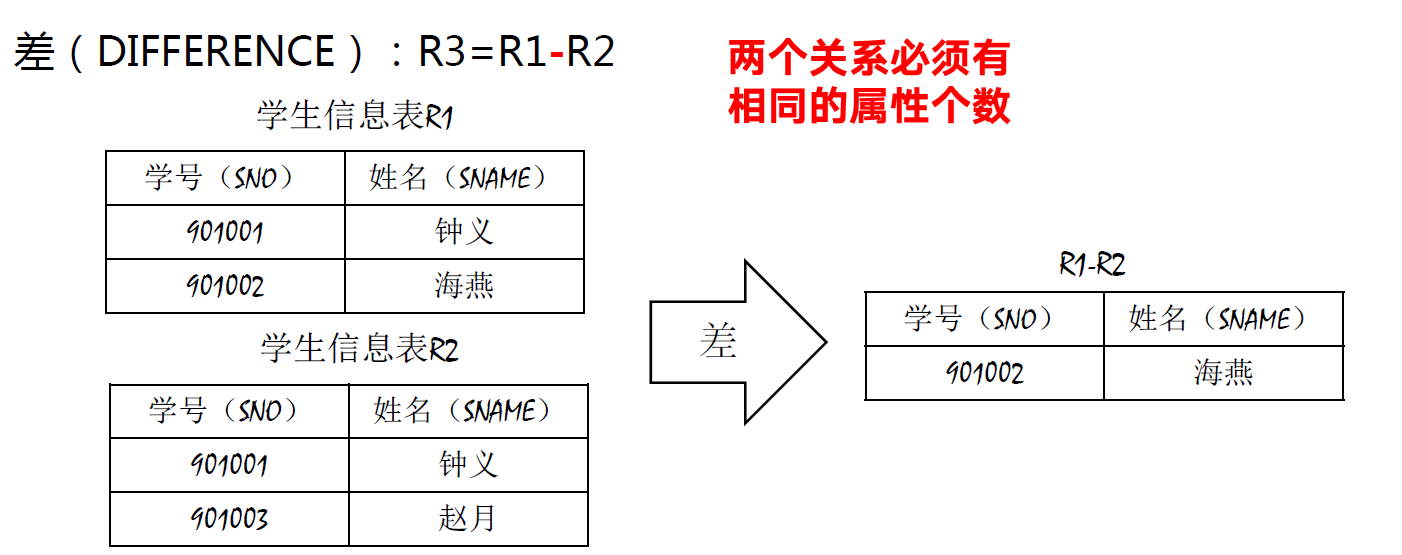 差（DIFFERENCE）：R3=R1-R2
两个关系必须有
相同的属性个数
学生信息表R1
学号（SNO） 姓名（SNAME）
901001 钟义
901002 海燕
学生信息表R2
学号（SNO） 姓名（SNAME）
901001 钟义
901003 赵月
差
R1-R2
学号（SNO） 姓名（SNAME）
901002 海燕